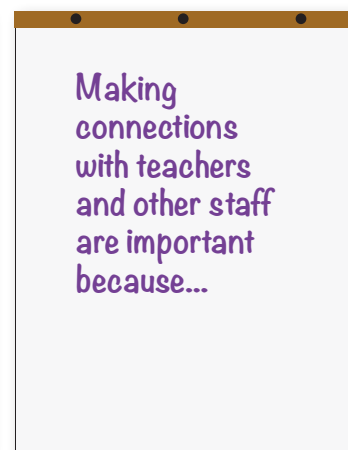 Making
connections
with teachers
and other staff
are important
because...